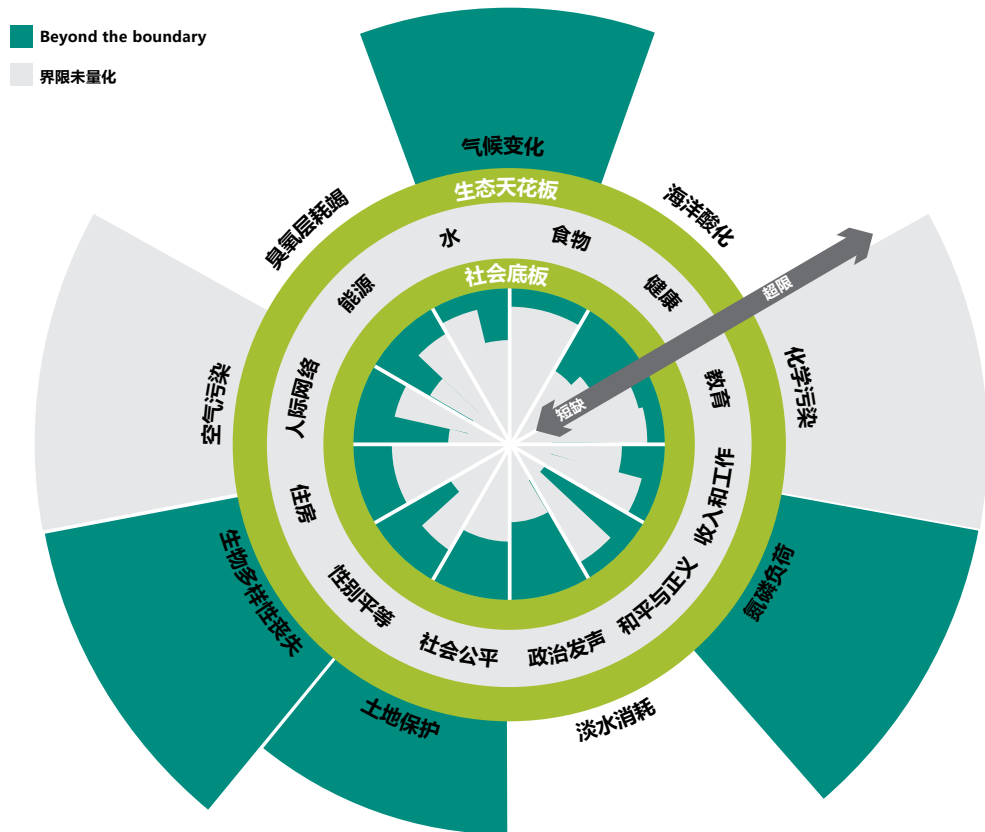 Beyond the boundary
界限未量化
气候变化
生态天花板
臭氧层耗竭
海洋酸化
水
食物
社会底板
能源
健康
超限
空气污染
人际网络
教育
化学污染
短缺
住房
收入和工作
生物多样性丧失
性别平等
社会公平
政治发声
和平与正义
氮磷负荷
土地保护
淡水消耗